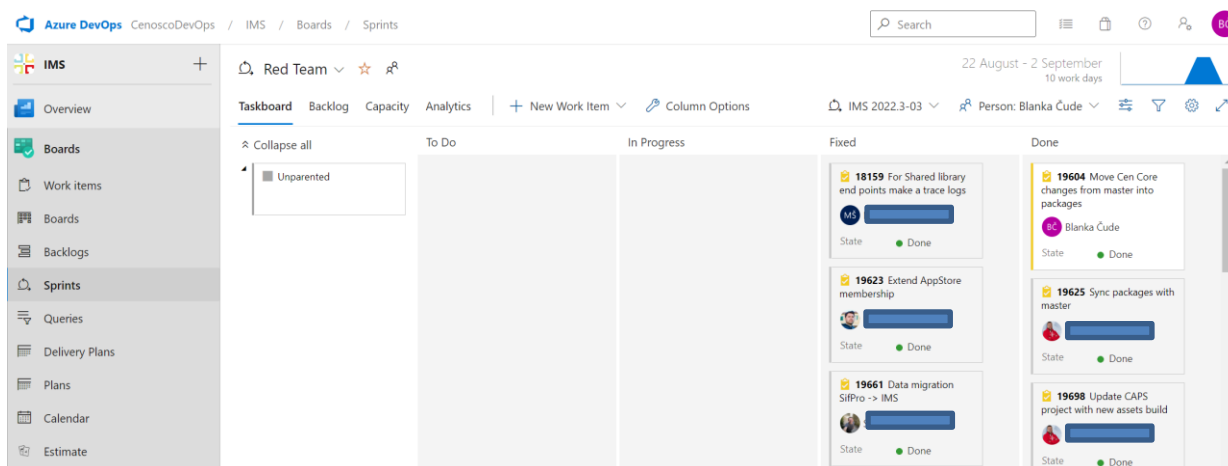 Azure DevOps CenoscoDevOps / IMS / Boards / Sprints
Search
BČ
IMS
Overview
Boards
Work items
Boards
Backlogs
Sprints
Queries
Delivery Plans
Plans
Calendar
Estimate
Red Team
22 August - 2 September
10 work days
Taskboard Backlog Capacity Analytics New Work Item Column Options IMS 2022.3-03 Person: Blanka Čude
Collapse all To Do In Progress Fixed Done
Unparented
18159 For Shared library
end points make a trace logs
MŠ
State Done
19623 Extend AppStore
membership
State Done
19661 Data migration
SifPro -> IMS
State Done
19604 Move Cen Core
changes from master into
packages
BČ Blanka Čude
State Done
19625 Sync packages with
master
State Done
19698 Update CAPS
project with new assets build
State Done